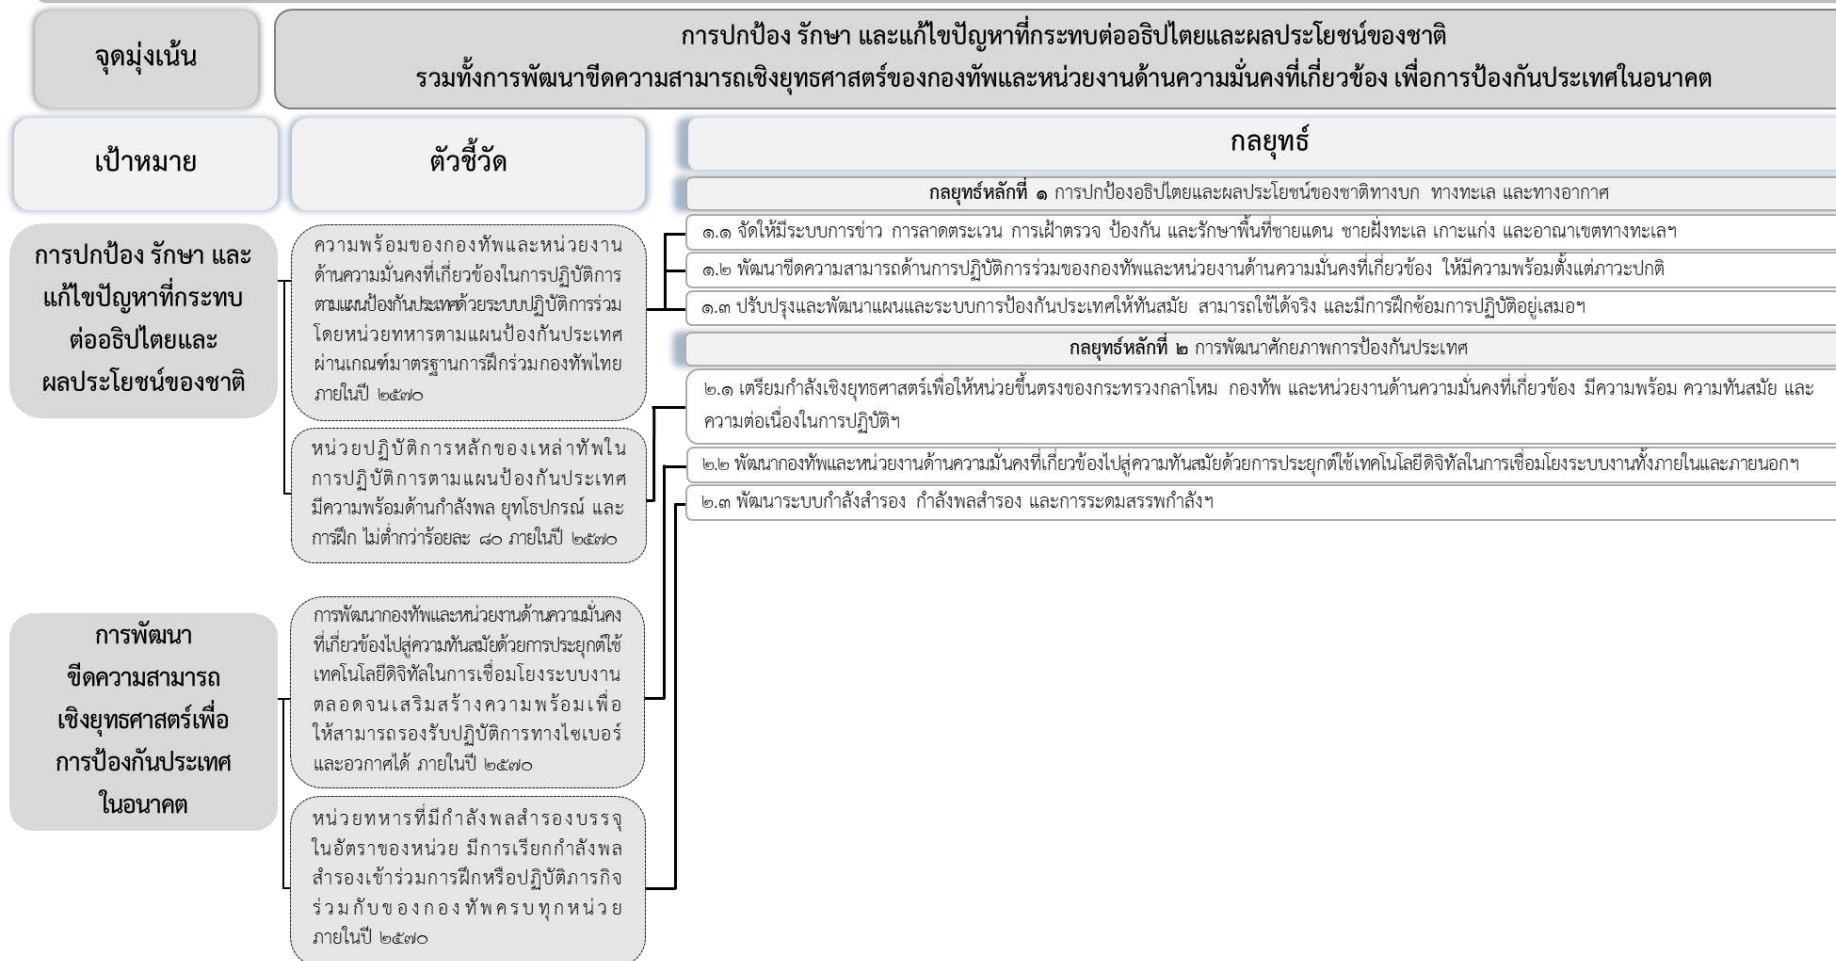 จุดมุ่งเน้น
การปกป้อง รักษา และแก้ไขปัญหาที่กระทบต่ออธิปไตยและผลประโยชน์ของชาติ
รวมทั้งการพัฒนาขีดความสามารถเชิงยุทธศาสตร์ของกองทัพและหน่วยงานด้านความมั่นคงที่เกี่ยวข้อง เพื่อการป้องกันประเทศในอนาคต
เป้าหมาย
ตัวชี้วัด
กลยุทธ์
กลยุทธ์หลักที่ ๑ การปกป้องอธิปไตยและผลประโยชน์ของชาติทางบก ทางทะเล และทางอากาศ
๑.๑ จัดให้มีระบบการข่าว การลาดตระเวน การเฝ้าตรวจ ป้องกัน และรักษาพื้นที่ชายแดน ชายฝั่งทะเล เกาะแก่ง และอาณาเขตทางทะเลฯ
๑.๒ พัฒนาขีดความสามารถด้านการปฏิบัติการร่วมของกองทัพและหน่วยงานด้านความมั่นคงที่เกี่ยวข้อง ให้มีความพร้อมตั้งแต่ภาวะปกติ
๑.๓ ปรับปรุงและพัฒนาแผนและระบบการป้องกันประเทศให้ทันสมัย สามารถใช้ได้จริง และมีการฝึกซ้อมการปฏิบัติอยู่เสมอฯ
กลยุทธ์หลักที่ ๒ การพัฒนาศักยภาพการป้องกันประเทศ
๒.๑ เตรียมกำลังเชิงยุทธศาสตร์เพื่อให้หน่วยขึ้นตรงของกระทรวงกลาโหม กองทัพ และหน่วยงานด้านความมั่นคงที่เกี่ยวข้อง มีความพร้อม ความทันสมัย และ
ความต่อเนื่องในการปฏิบัติฯ
๒.๒ พัฒนากองทัพและหน่วยงานด้านความมั่นคงที่เกี่ยวข้องไปสู่ความทันสมัยด้วยการประยุกต์ใช้เทคโนโลยีดิจิทัลในการเชื่อมโยงระบบงานทั้งภายในและภายนอกฯ
๒.๓ พัฒนาระบบกำลังสำรอง กำลังพลสำรอง และการระดมสรรพกำลังฯ
การปกป้อง รักษา และ
แก้ไขปัญหาที่กระทบ
ต่ออธิปไตยและ
ผลประโยชน์ของชาติ
ความพร้อมของกองทัพและหน่วยงาน
ด้านความมั่นคงที่เกี่ยวข้องในการปฏิบัติการ
ตามแผนป้องกันประเทศด้วยระบบปฏิบัติการร่วม
โดยหน่วยทหารตามแผนป้องกันประเทศ
ผ่านเกณฑ์มาตรฐานการฝึกร่วมกองทัพไทย
ภายในปี ๒๕๗๐
หน่วยปฏิบัติการหลักของเหล่าทัพใน
การปฏิบัติการตามแผนป้องกันประเทศ
มีความพร้อมด้านกำลังพล ยุทโธปกรณ์ และ
การฝึก ไม่ต่ำกว่าร้อยละ ๘๐ ภายในปี ๒๕๗๐
การพัฒนา
ขีดความสามารถ
เชิงยุทธศาสตร์เพื่อ
การป้องกันประเทศ
ในอนาคต
การพัฒนากองทัพและหน่วยงานด้านความมั่นคง
ที่เกี่ยวข้องไปสู่ความทันสมัยด้วยการประยุกต์ใช้
เทคโนโลยีดิจิทัลในการเชื่อมโยงระบบงาน
ตลอดจนเสริมสร้างความพร้อมเพื่อ
ให้สามารถรองรับปฏิบัติการทางไซเบอร์
และอวกาศได้ ภายในปี ๒๕๗๐
หน่วยทหารที่มีกำลังพลสำรองบรรจุ
ในอัตราของหน่วย มีการเรียกกำลังพล
สำรองเข้าร่วมการฝึกหรือปฏิบัติภารกิจ
ร่วมกับของกองทัพครบทุกหน่วย
ภายในปี ๒๕๗๐